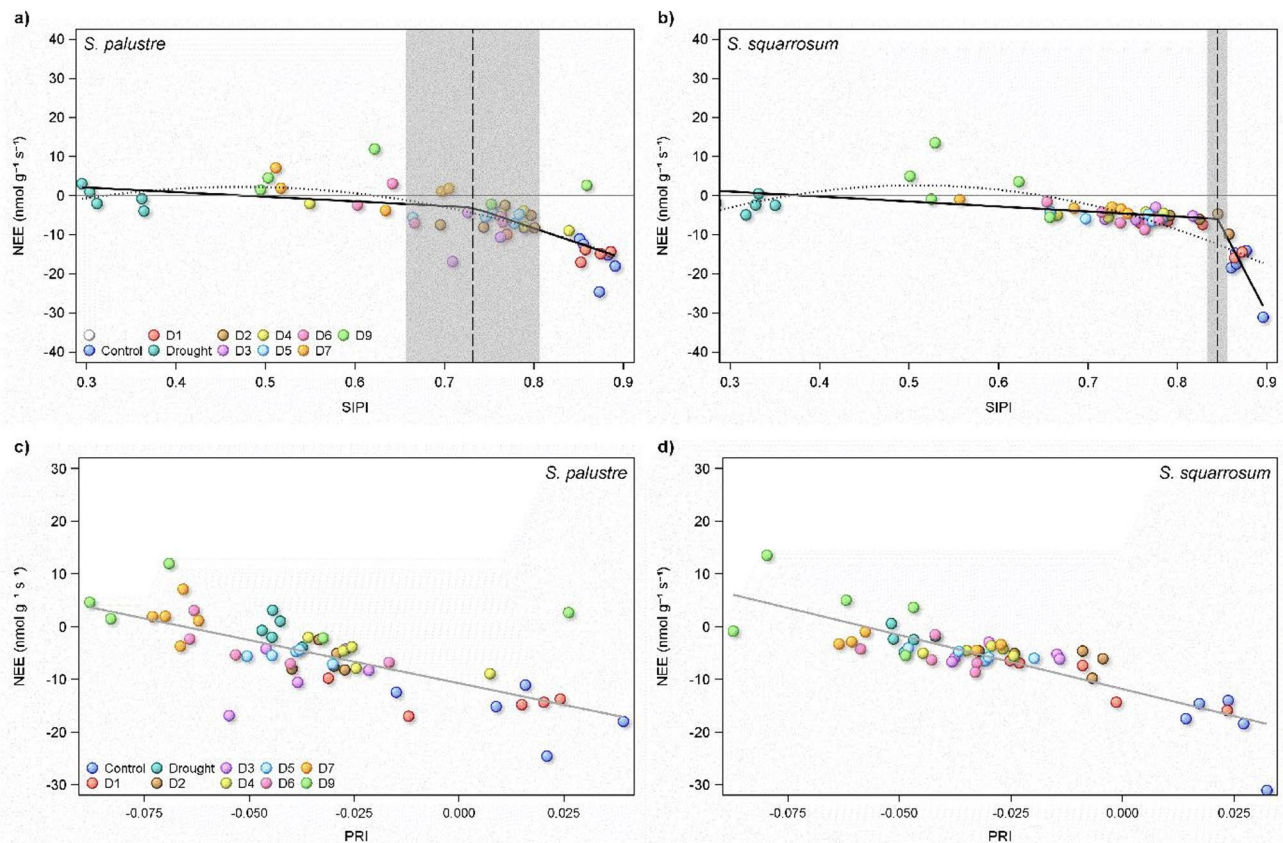 a)
S. palustre
40
30
20
10
0
-10
-20
-30
-40
NEE (nmol g⁻¹ s⁻¹)
D1 D2 D4 D6 D9
Control Drought D3 D5 D7
0.3 0.4 0.5 0.6 0.7 0.8 0.9
SIPI
b)
S. squarrosum
40
30
20
10
0
-10
-20
-30
-40
NEE (nmol g⁻¹ s⁻¹)
0.3 0.4 0.5 0.6 0.7 0.8 0.9
SIPI
c)
S. palustre
30
20
10
0
-10
-20
-30
NEE (nmol g⁻¹ s⁻¹)
Control Drought D3 D5 D7
D1 D2 D4 D6 D9
-0.075 -0.050 -0.025 0.000 0.025
PRI
d)
S. squarrosum
30
20
10
0
-10
-20
-30
NEE (nmol g⁻¹ s⁻¹)
-0.075 -0.050 -0.025 0.000 0.025
PRI